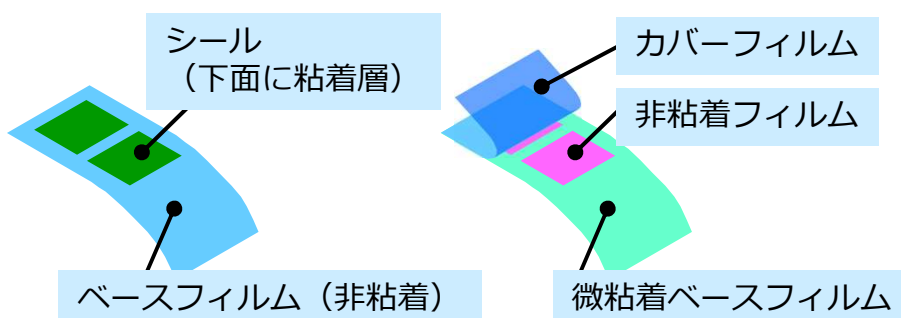 シール
（下面に粘着層）
ベースフィルム（非粘着）
カバーフィルム
非粘着フィルム
微粘着ベースフィルム